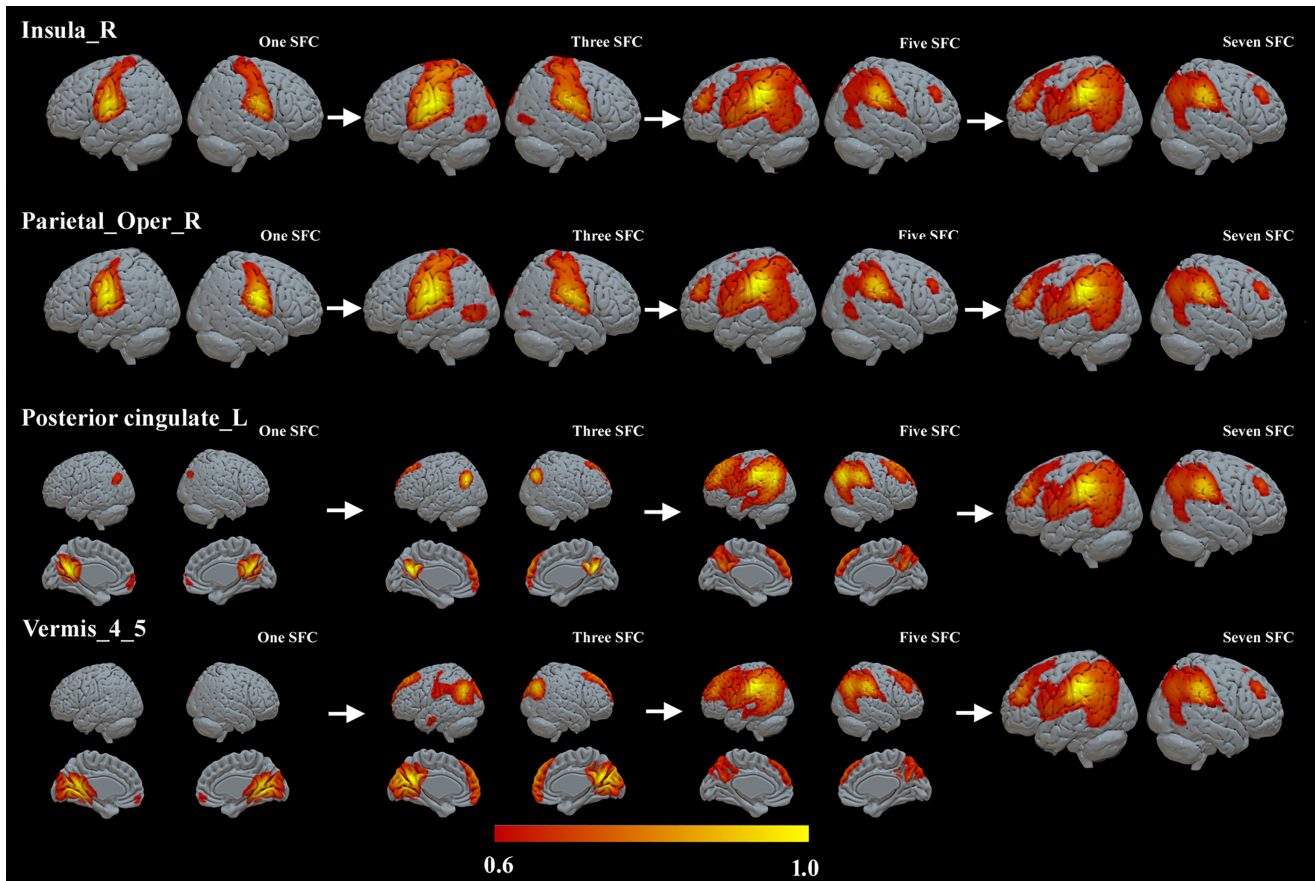 Insula_R
One SFC
Three SFC
Five SFC
Seven SFC
Parietal_Oper_R
One SFC
Three SFC
Five SFC
Seven SFC
Posterior cingulate_L
One SFC
Three SFC
Five SFC
Seven SFC
Vermis_4_5
One SFC
Three SFC
Five SFC
Seven SFC
0.6
1.0